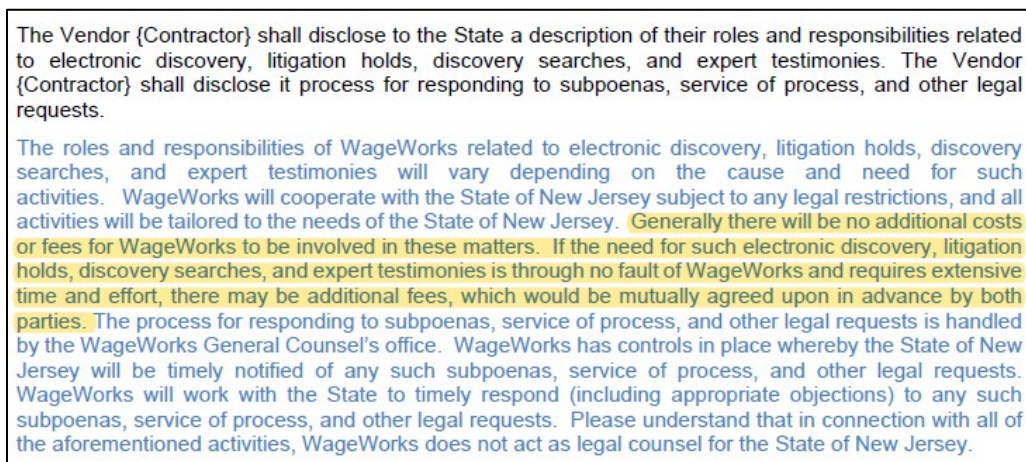 The Vendor {Contractor} shall disclose to the State a description of their roles and responsibilities related
to electronic discovery, litigation holds, discovery searches, and expert testimonies. The Vendor
{Contractor} shall disclose it process for responding to subpoenas, service of process, and other legal
requests.
The roles and responsibilities of WageWorks related to electronic discovery, litigation holds, discovery
searches, and expert testimonies will vary depending on the cause and need for such
activities. WageWorks will cooperate with the State of New Jersey subject to any legal restrictions, and all
activities will be tailored to the needs of the State of New Jersey. Generally there will be no additional costs
or fees for WageWorks to be involved in these matters. If the need for such electronic discovery, litigation
holds, discovery searches, and expert testimonies is through no fault of WageWorks and requires extensive
time and effort, there may be additional fees, which would be mutually agreed upon in advance by both
parties. The process for responding to subpoenas, service of process, and other legal requests is handled
by the WageWorks General Counsel's office. WageWorks has controls in place whereby the State of New
Jersey will be timely notified of any such subpoenas, service of process, and other legal requests.
WageWorks will work with the State to timely respond (including appropriate objections) to any such
subpoenas, service of process, and other legal requests. Please understand that in connection with all of
the aforementioned activities, WageWorks does not act as legal counsel for the State of New Jersey.